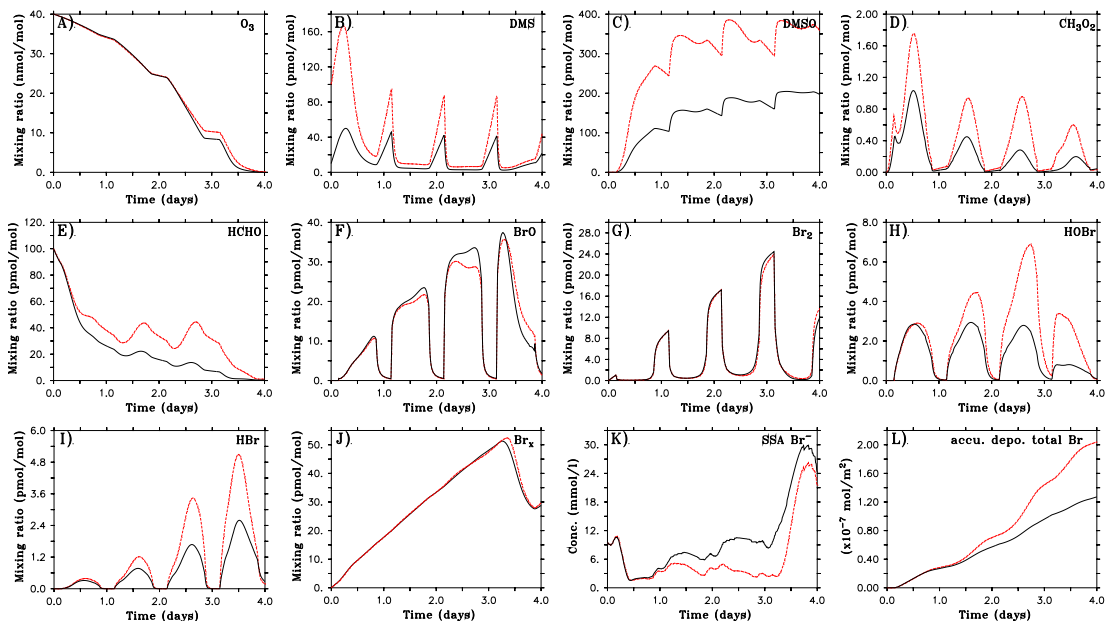 A) O₃
Mixing ratio (nmol/mol)
40. 30. 20. 10. 0.
0.0 1.0 2.0 3.0 4.0
Time (days)
B) DMS
Mixing ratio (pmol/mol)
160. 120. 80. 40. 0.
0.0 1.0 2.0 3.0 4.0
Time (days)
C) DMSO
Mixing ratio (pmol/mol)
400. 300. 200. 100. 0.
0.0 1.0 2.0 3.0 4.0
Time (days)
D) CH₃O₂
Mixing ratio (pmol/mol)
2.00 1.60 1.20 0.80 0.40 0.00
0.0 1.0 2.0 3.0 4.0
Time (days)
E) HCHO
Mixing ratio (pmol/mol)
120. 100. 80. 60. 40. 20. 0.
0.0 1.0 2.0 3.0 4.0
Time (days)
F) BrO
Mixing ratio (pmol/mol)
40. 30. 20. 10. 0.
0.0 1.0 2.0 3.0 4.0
Time (days)
G) Br₂
Mixing ratio (pmol/mol)
28.0 24.0 20.0 16.0 12.0 8.0 4.0 0.0
0.0 1.0 2.0 3.0 4.0
Time (days)
H) HOBr
Mixing ratio (pmol/mol)
8.0 6.0 4.0 2.0 0.0
0.0 1.0 2.0 3.0 4.0
Time (days)
I) HBr
Mixing ratio (pmol/mol)
6.0 4.8 3.6 2.4 1.2 0.0
0.0 1.0 2.0 3.0 4.0
Time (days)
J) Brₓ
Mixing ratio (pmol/mol)
50. 40. 30. 20. 10. 0.
0.0 1.0 2.0 3.0 4.0
Time (days)
K) SSA Br⁻
Conc. (mmol/l)
30. 24. 18. 12. 6. 0.
0.0 1.0 2.0 3.0 4.0
Time (days)
L) accu. depo. total Br
(x10⁻⁷ mol/m²)
2.00 1.60 1.20 0.80 0.40 0.00
0.0 1.0 2.0 3.0 4.0
Time (days)